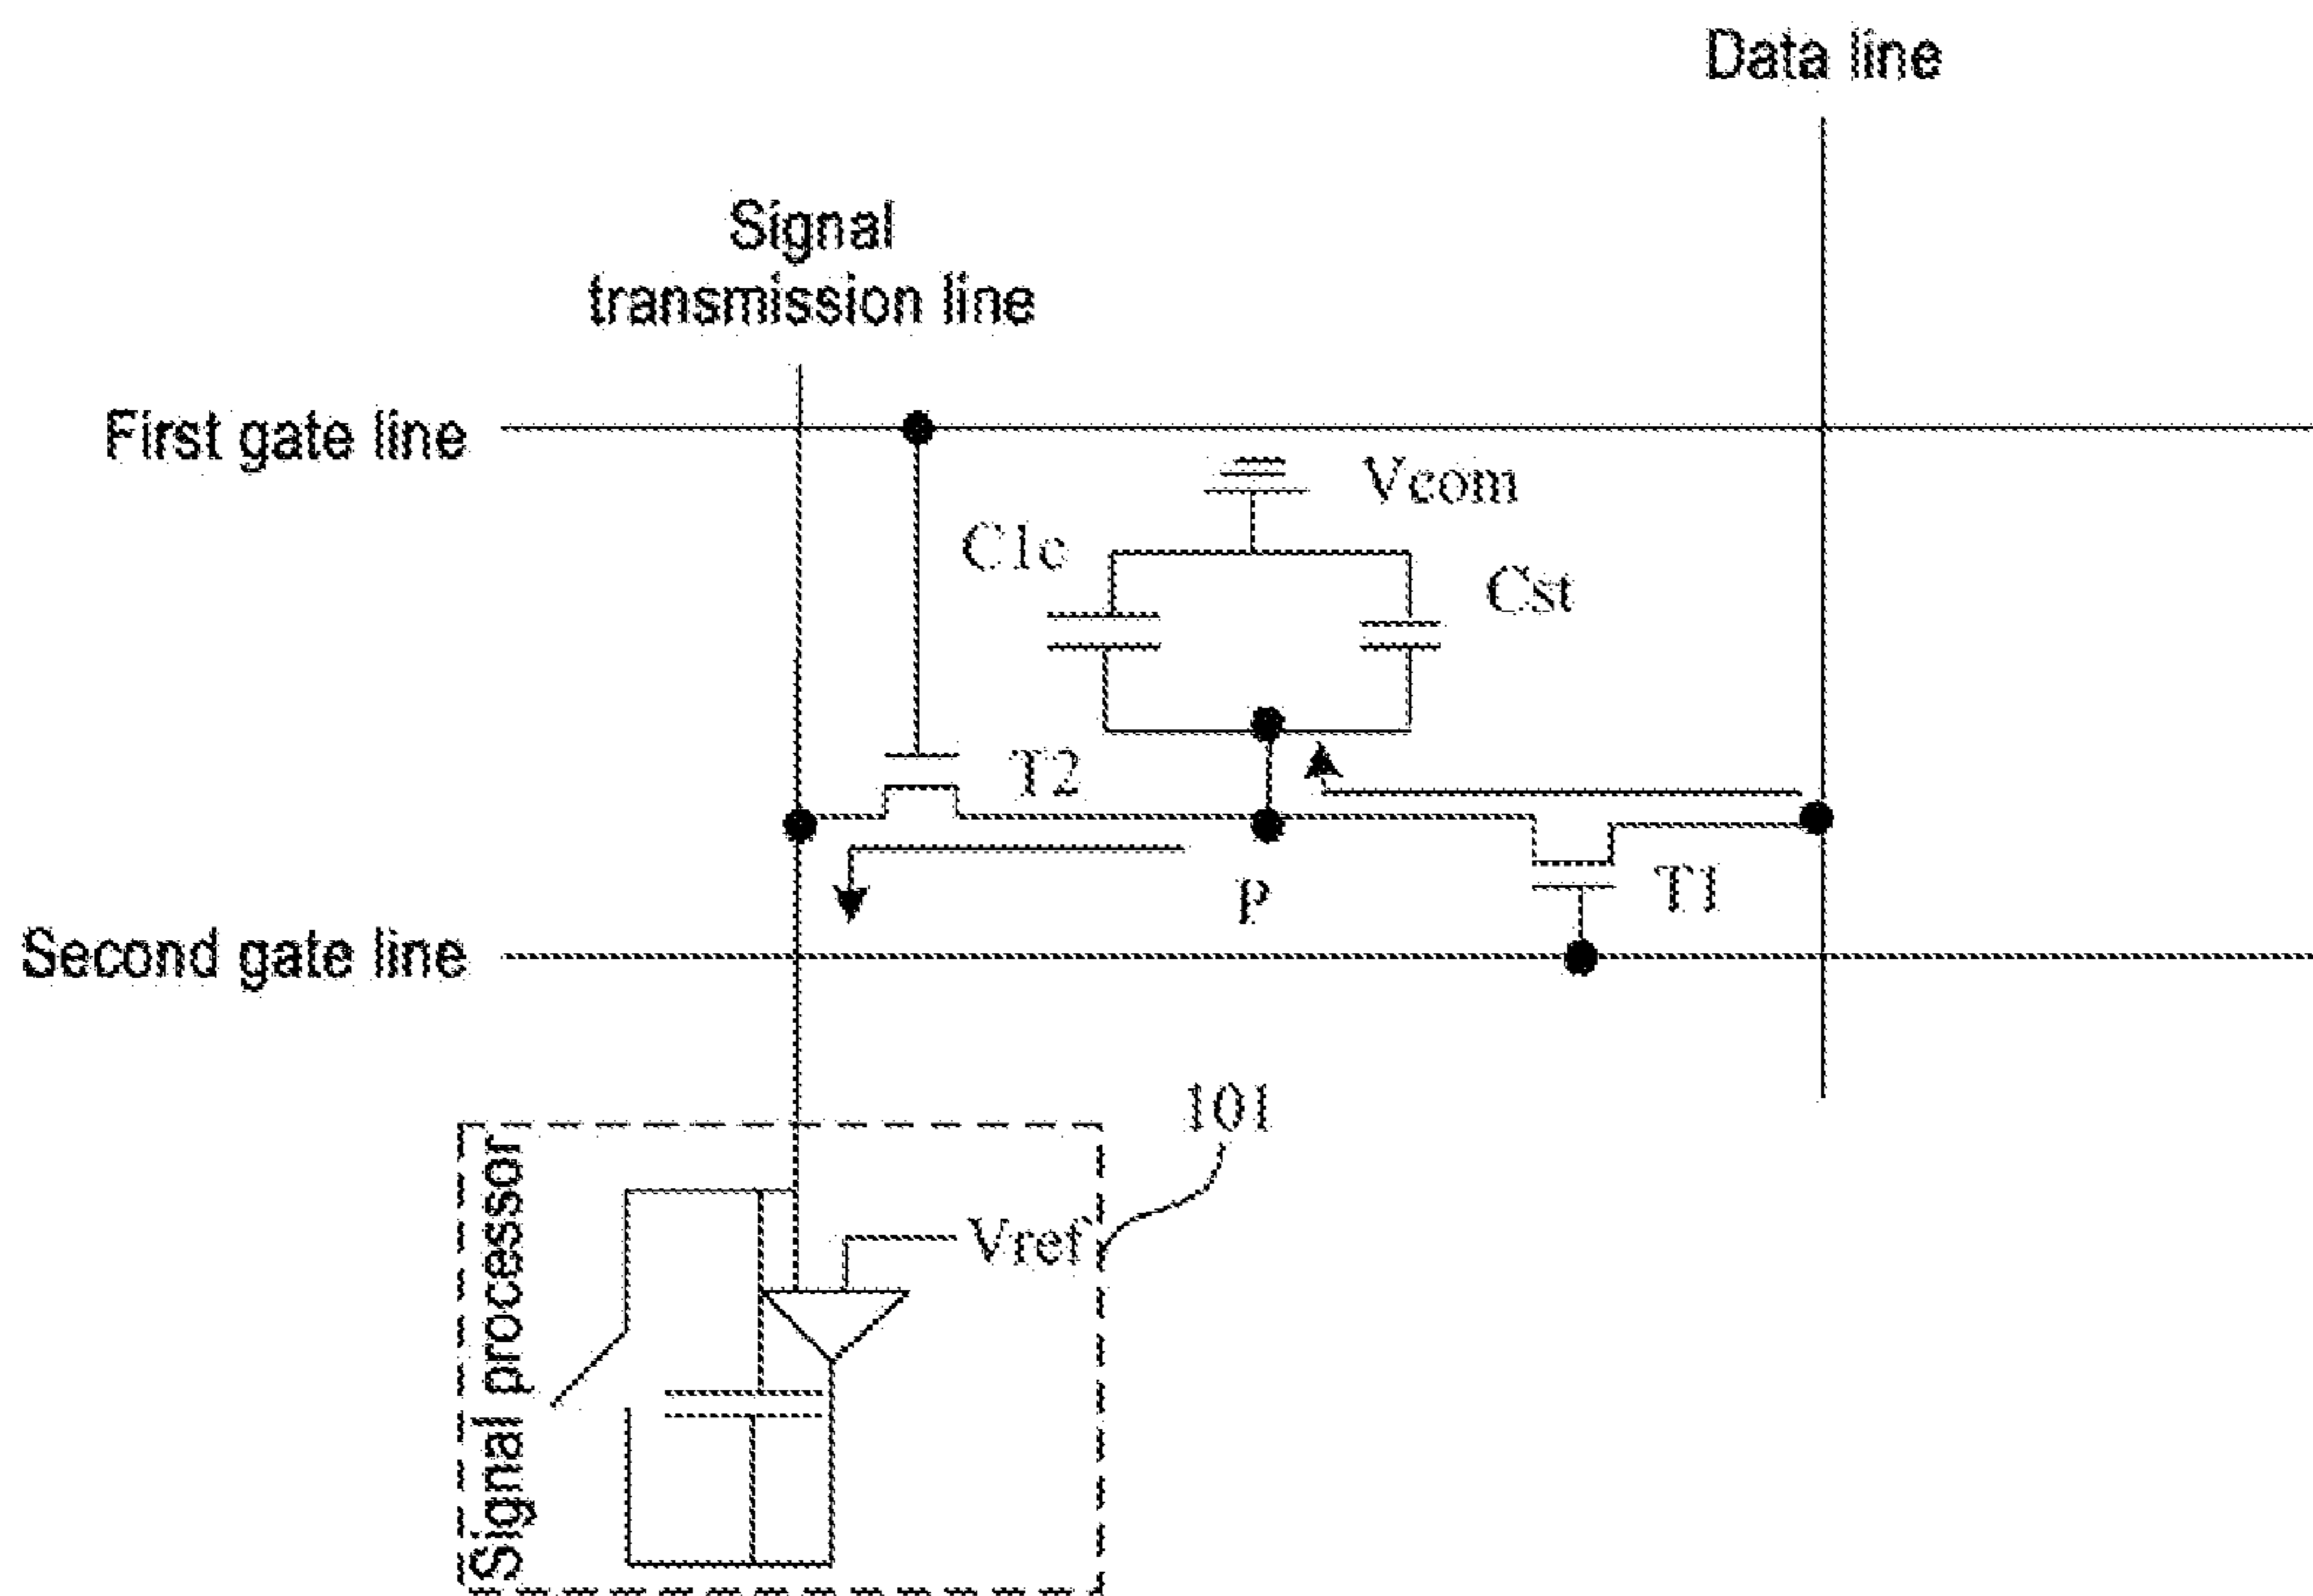 Data line
Signal
transmission line
First gate line
Vcom
C1c
Cst
T2
P
T1
Second gate line
101
Signal processor
Vref